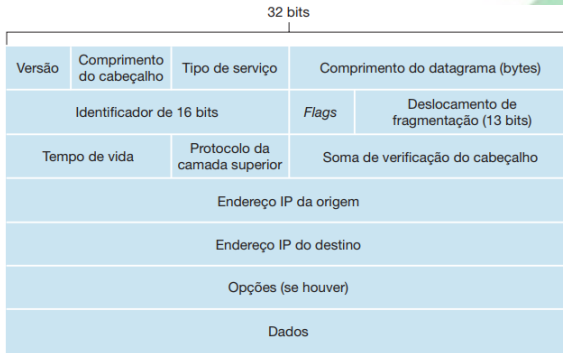 32 bits
Versão
Comprimento
do cabeçalho
Tipo de serviço
Comprimento do datagrama (bytes)
Identificador de 16 bits
Flags
Deslocamento de
fragmentação (13 bits)
Tempo de vida
Protocolo da
camada superior
Soma de verificação do cabeçalho
Endereço IP da origem
Endereço IP do destino
Opções (se houver)
Dados